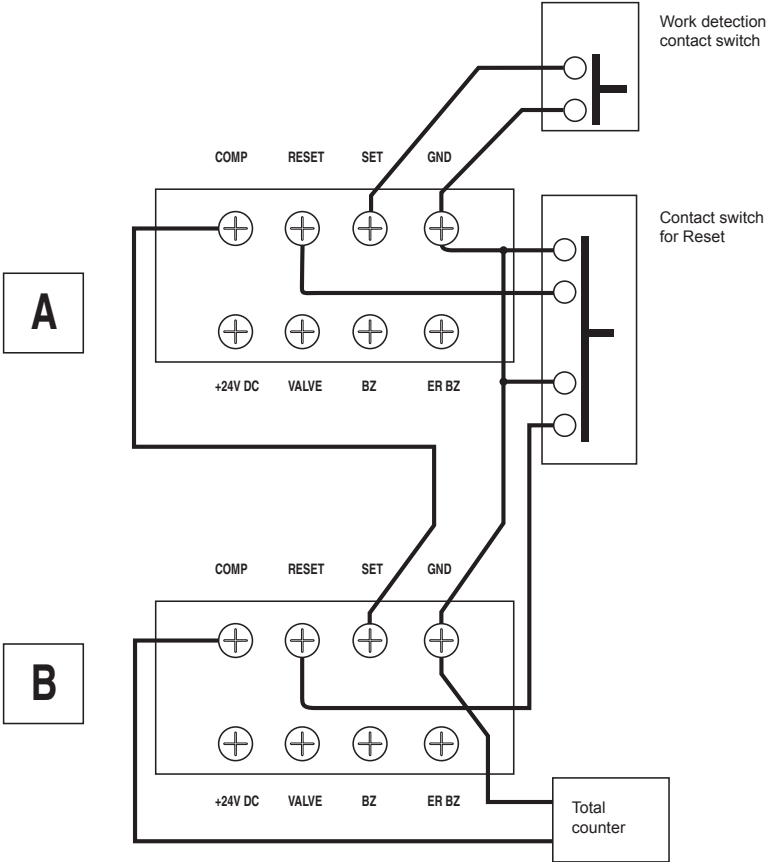 Work detection
contact switch
COMP RESET SET GND
Contact switch
for Reset
A
+24V DC VALVE BZ ER BZ
COMP RESET SET GND
B
+24V DC VALVE BZ ER BZ
Total
counter